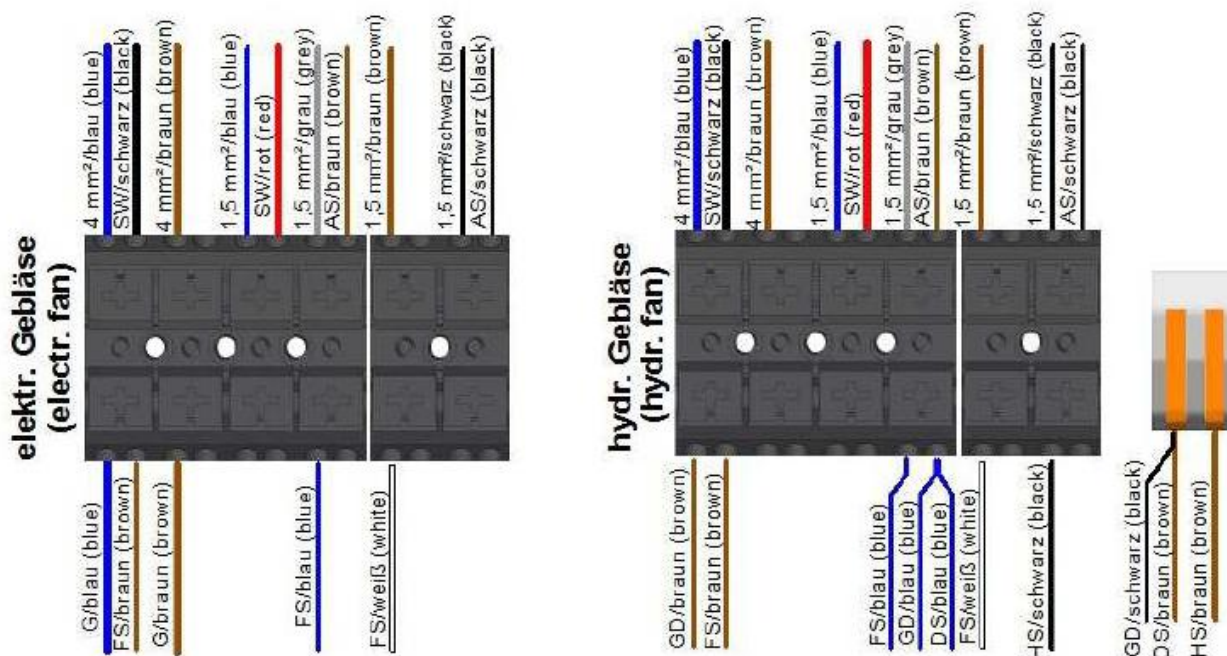 elektr. Gebläse
(electr. fan)
4 mm²/blau (blue)
SW/schwarz (black)
4 mm²/braun (brown)
1,5 mm²/blau (blue)
SW/rot (red)
1,5 mm²/grau (grey)
AS/braun (brown)
1,5 mm²/braun (brown)
1,5 mm²/schwarz (black)
AS/schwarz (black)
G/blau (blue)
FS/braun (brown)
G/braun (brown)
FS/blau (blue)
FS/weiß (white)
hydr. Gebläse
(hydr. fan)
4 mm²/blau (blue)
SW/schwarz (black)
4 mm²/braun (brown)
1,5 mm²/blau (blue)
SW/rot (red)
1,5 mm²/grau (grey)
AS/braun (brown)
1,5 mm²/braun (brown)
1,5 mm²/schwarz (black)
AS/schwarz (black)
GD/braun (brown)
FS/braun (brown)
FS/blau (blue)
GD/blau (blue)
DS/blau (blue)
FS/weiß (white)
HS/schwarz (black)
GD/schwarz (black)
DS/braun (brown)
HS/braun (brown)